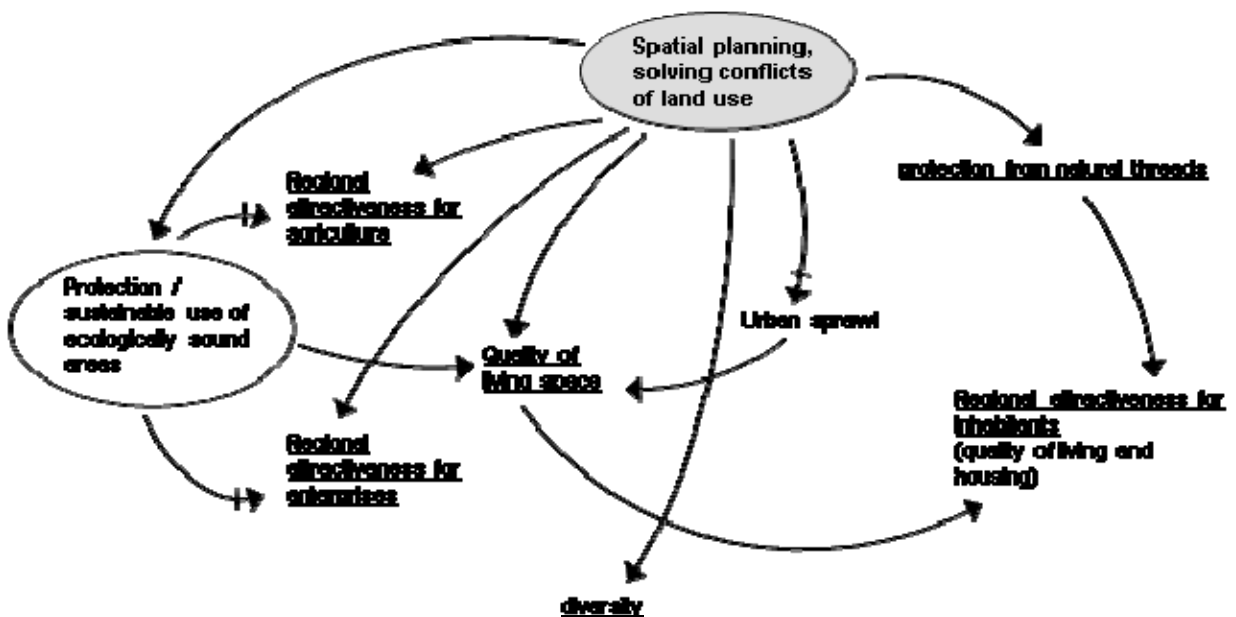 Spatial planning,
solving conflicts
of land use
protection from natural threads
Regional
attractiveness for
agriculture
Protection /
sustainable use of
ecologically sound
areas
Urban sprawl
Quality of
living space
Regional attractiveness for
inhabitants
(quality of living and
housing)
Regional
attractiveness for
enterprises
diversity